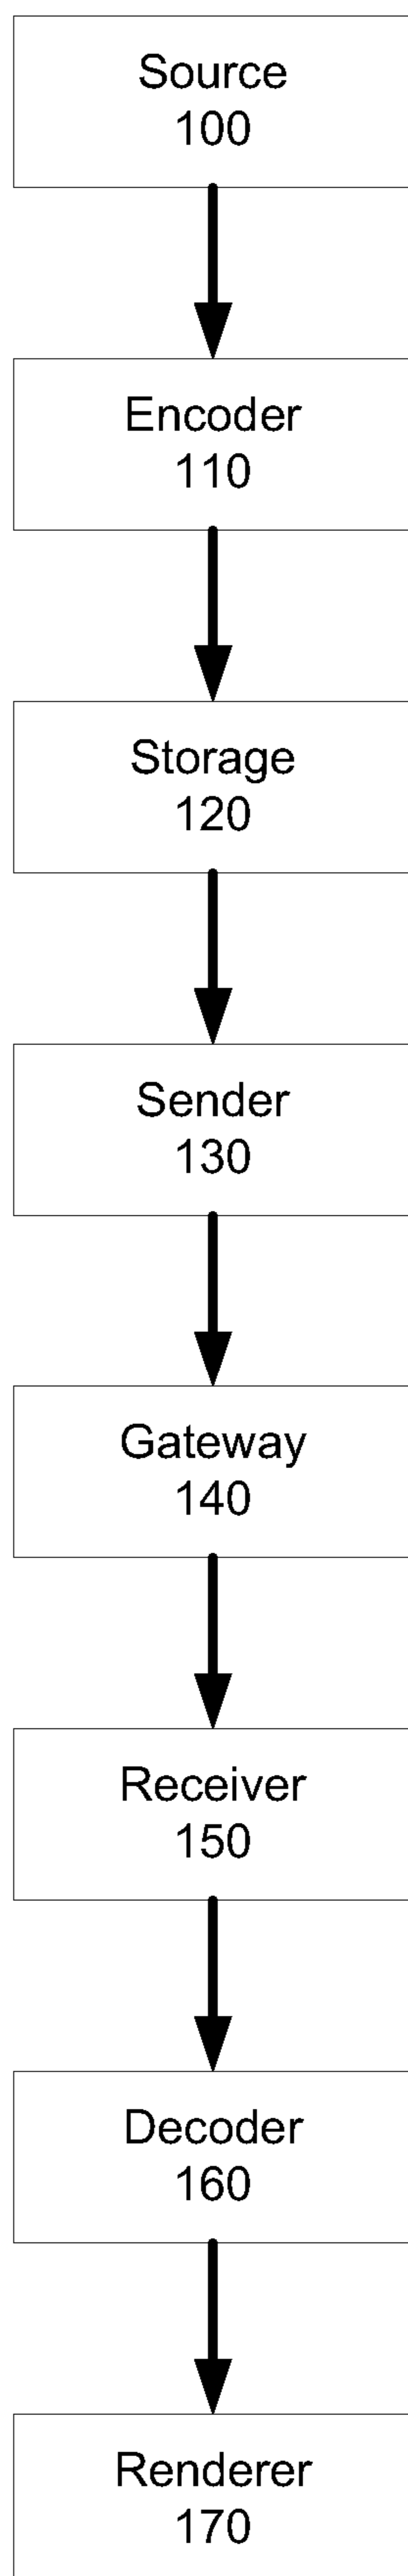 Source
100
Encoder
110
Storage
120
Sender
130
Gateway
140
Receiver
150
Decoder
160
Renderer
170